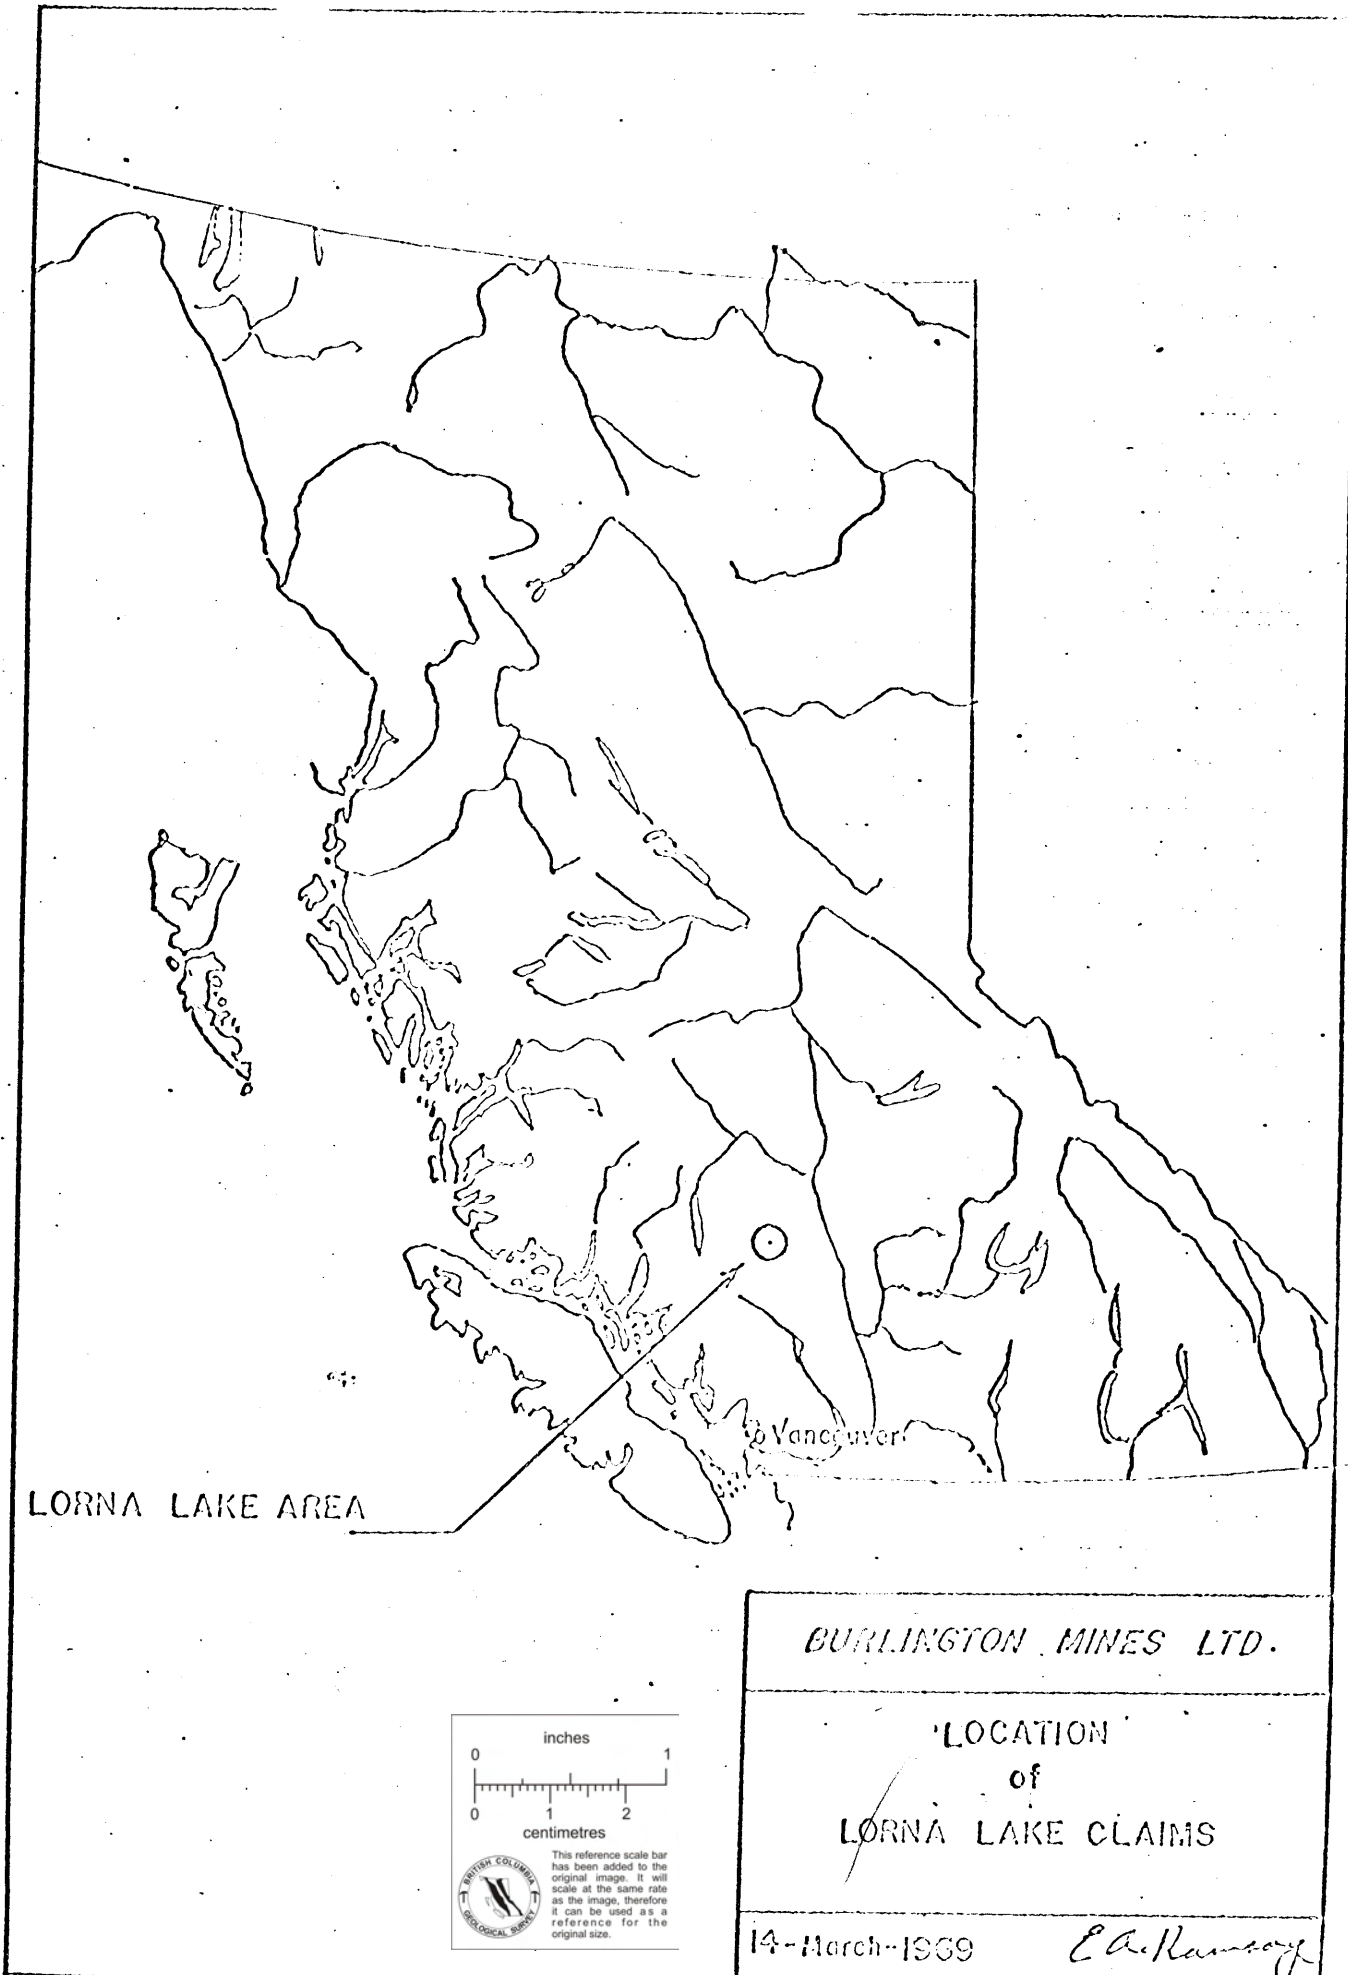 Vancouver
LORNA LAKE AREA
BURLINGTON MINES LTD.
LOCATION
of
LORNA LAKE CLAIMS
14-March-1969
E.A. Ramsay
inches
0 1
0 1 2
centimetres
This reference scale bar
has been added to the
original image. It will
scale at the same rate
as the image, therefore
it can be used as a
reference for the
original size.
BRITISH COLUMBIA
GEOLOGICAL SURVEY